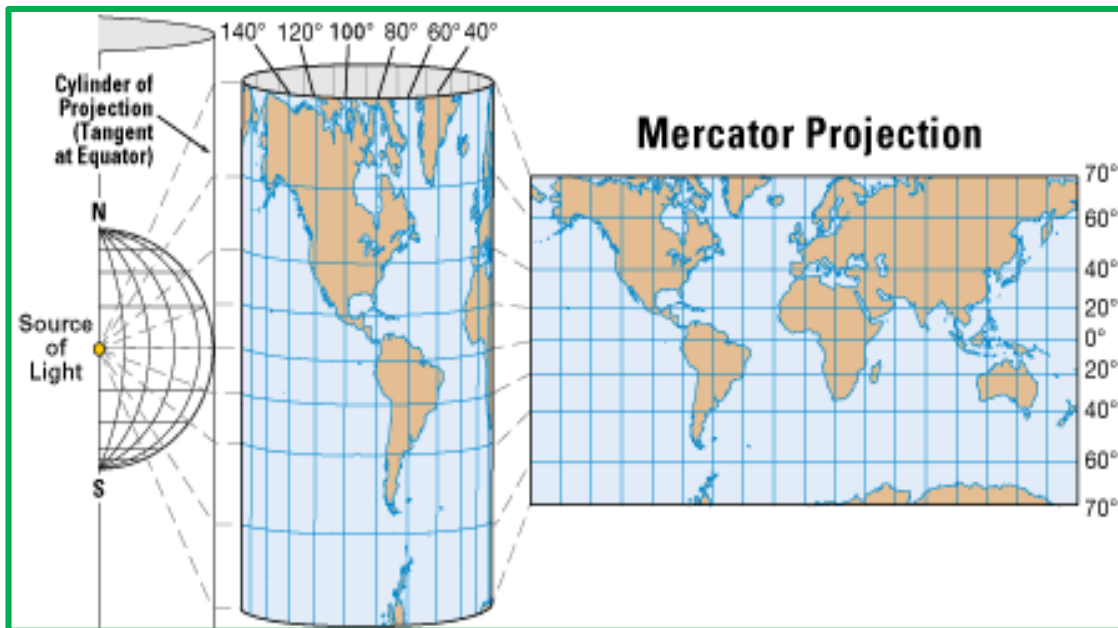 140° 120° 100° 80° 60° 40°
Cylinder of
Projection
(Tangent
at Equator)
N
Source
of
Light
S
Mercator Projection
70°
60°
40°
20°
0°
20°
40°
60°
70°